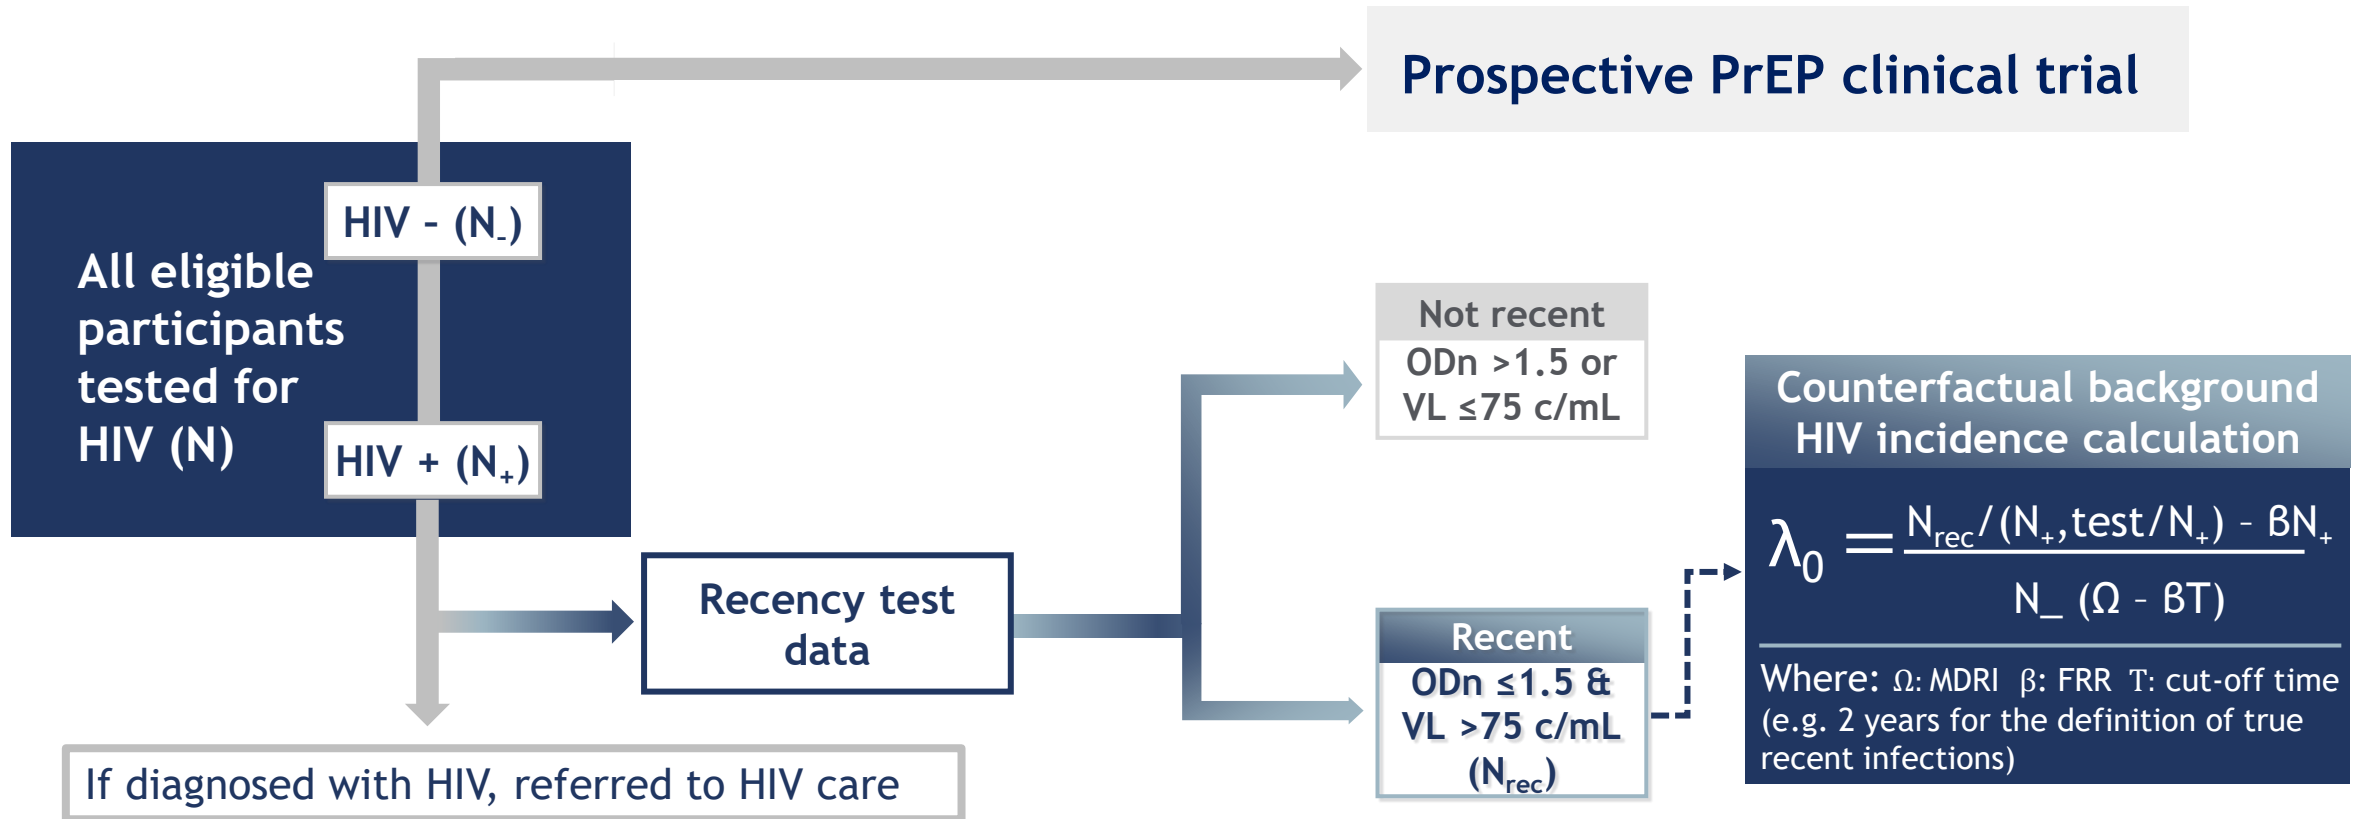 Prospective PrEP clinical trial
HIV – (N-)
All eligible
participants
tested for
HIV (N)
HIV + (N+)
Recency test
data
If diagnosed with HIV, referred to HIV care
Not recent
ODn >1.5 or
VL ≤75 c/mL
Recent
ODn ≤1.5 &
VL >75 c/mL
(Nrec)
Counterfactual background
HIV incidence calculation
λ0 = Nrec/(N+,test/N+) – βN+
N_ (Ω – βT)
Where: Ω: MDRI β: FRR T: cut-off time
(e.g. 2 years for the definition of true
recent infections)